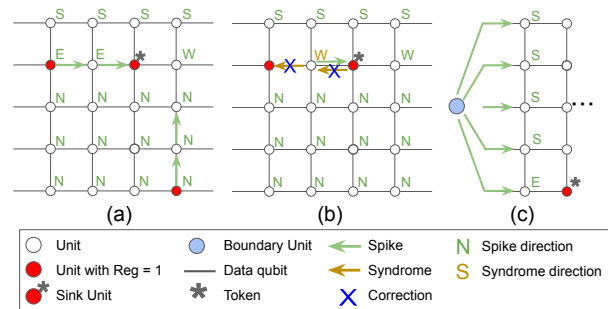 S S S S
E E * W
N N N N
N N N N
N N N N
(a)
S S S S
W * W
N N N N
N N N N
N N N N
(b)
S
S
S
S
E *
...
(c)
Unit
Boundary Unit
Spike
N Spike direction
Unit with Reg = 1
Data qubit
Syndrome
S Syndrome direction
* Sink Unit
* Token
X Correction